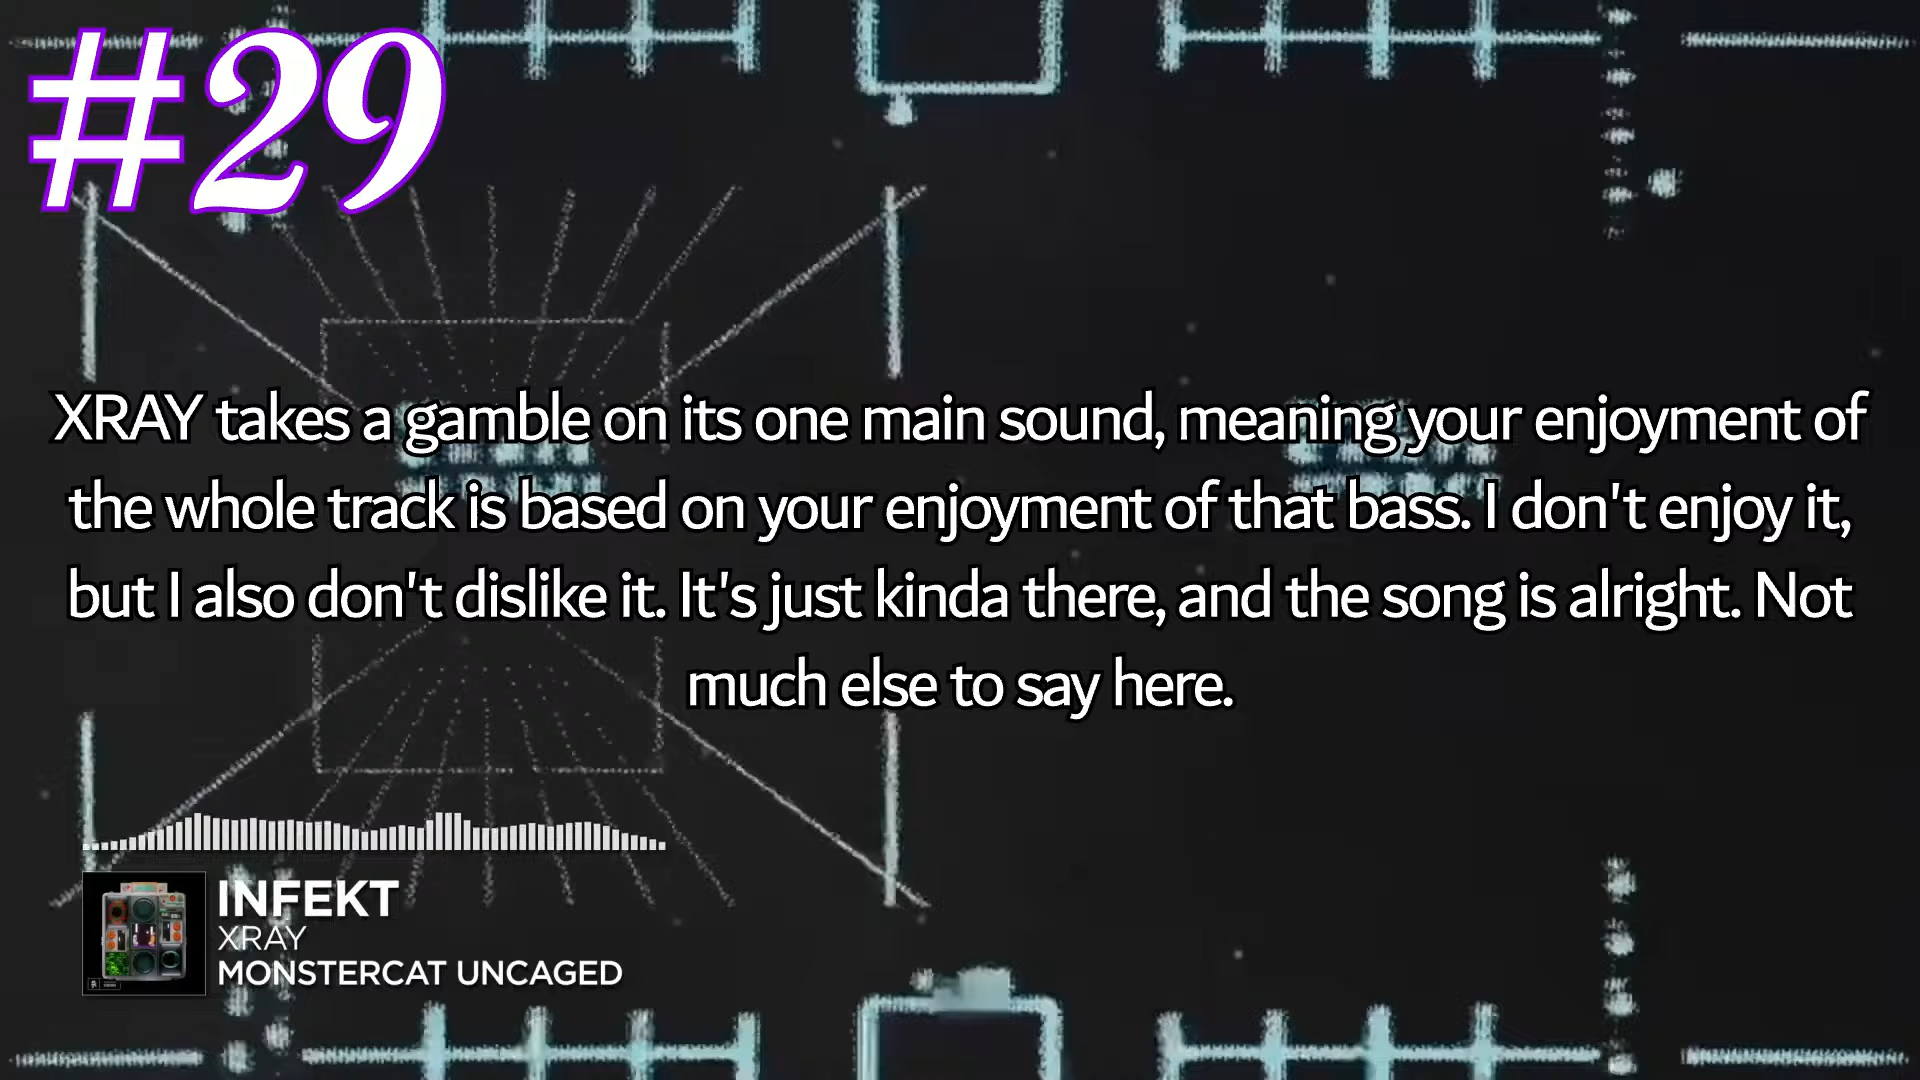 #29
XRAY takes a gamble on its one main sound, meaning your enjoyment of
the whole track is based on your enjoyment of that bass. I don't enjoy it,
but I also don't dislike it. It's just kinda there, and the song is alright. Not
much else to say here.
INFEKT
XRAY
MONSTERCAT UNCAGED